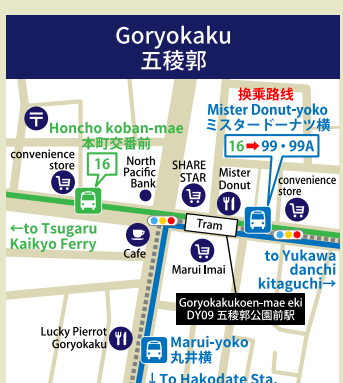 Goryokaku
五稜郭
换乘路线
Mister Donut-yoko
ミスタードーナツ横
16➡99・99A
〒
Honcho koban-mae
本町交番前
16
convenience
store
North
Pacific
Bank
SHARE
STAR
Mister
Donut
convenience
store
←to Tsugaru
Kaikyo Ferry
Cafe
Tram
Marui Imai
to Yukawa
danchi
kitaguchi→
Goryokakukoen-mae eki
DY09 五稜郭公園前駅
Lucky Pierrot
Goryokaku
Marui-yoko
丸井横
↓To Hakodate Sta.